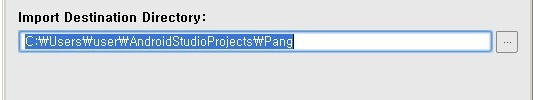 Import Destination Directory:
C:₩Users₩user₩AndroidStudioProjects₩Pang
...